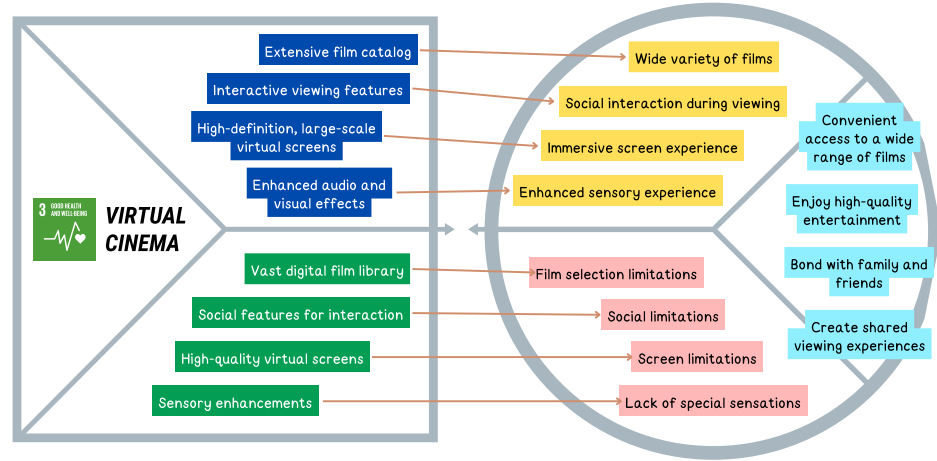 Extensive film catalog
Interactive viewing features
High-definition, large-scale
virtual screens
Enhanced audio and
visual effects
3 GOOD HEALTH
AND WELL-BEING
VIRTUAL
CINEMA
Vast digital film library
Social features for interaction
High-quality virtual screens
Sensory enhancements
Wide variety of films
Social interaction during viewing
Immersive screen experience
Enhanced sensory experience
Film selection limitations
Social limitations
Screen limitations
Lack of special sensations
Convenient
access to a wide
range of films
Enjoy high-quality
entertainment
Bond with family and
friends
Create shared
viewing experiences